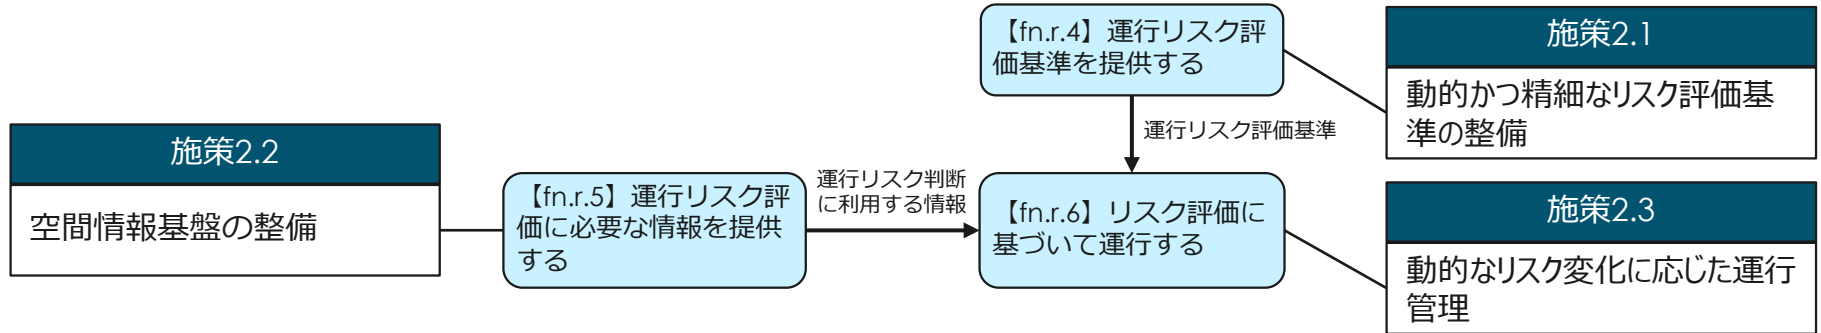 【fn.r.4】運行リスク評
価基準を提供する
施策2.1
動的かつ精細なリスク評価基
準の整備
運行リスク評価基準
施策2.2
空間情報基盤の整備
【fn.r.5】運行リスク評
価に必要な情報を提供
する
運行リスク判断
に利用する情報
【fn.r.6】リスク評価に
基づいて運行する
施策2.3
動的なリスク変化に応じた運行
管理